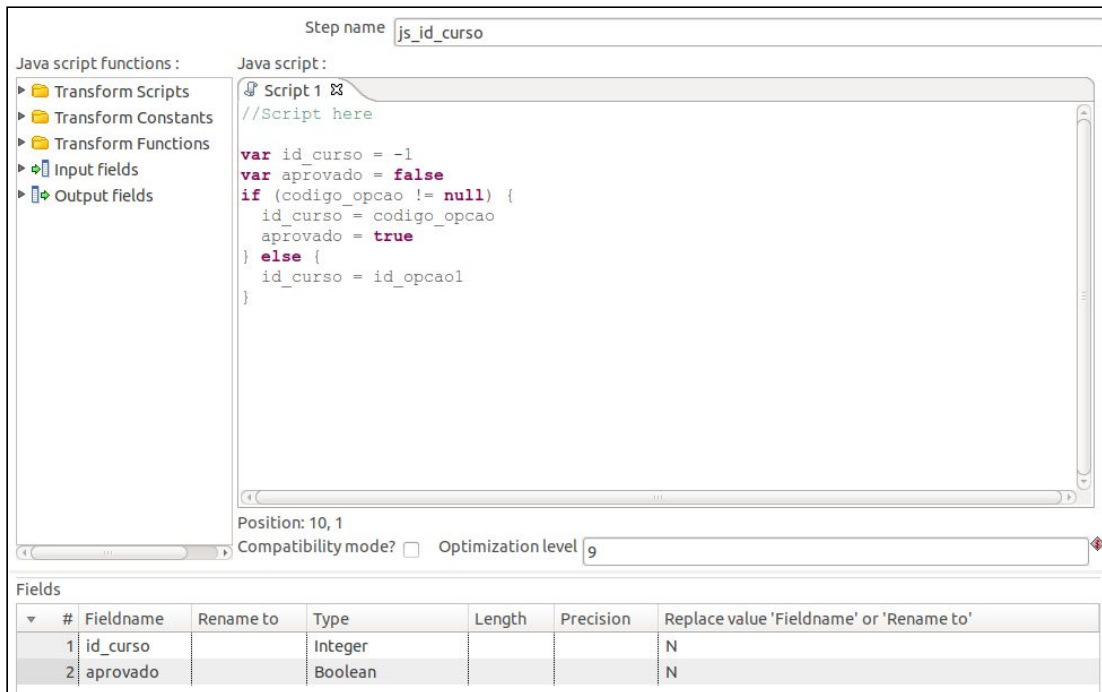 Step name js_id_curso
Java script functions :
Transform Scripts
Transform Constants
Transform Functions
Input fields
Output fields
Java script :
Script 1
//Script here
var id_curso = -1
var aprovado = false
if (codigo_opcao != null) {
  id_curso = codigo_opcao
  aprovado = true
} else {
  id_curso = id_opcao1
}
Position: 10, 1
Compatibility mode? Optimization level 9
Fields
# Fieldname Rename to Type Length Precision Replace value 'Fieldname' or 'Rename to'
1 id_curso Integer N
2 aprovado Boolean N